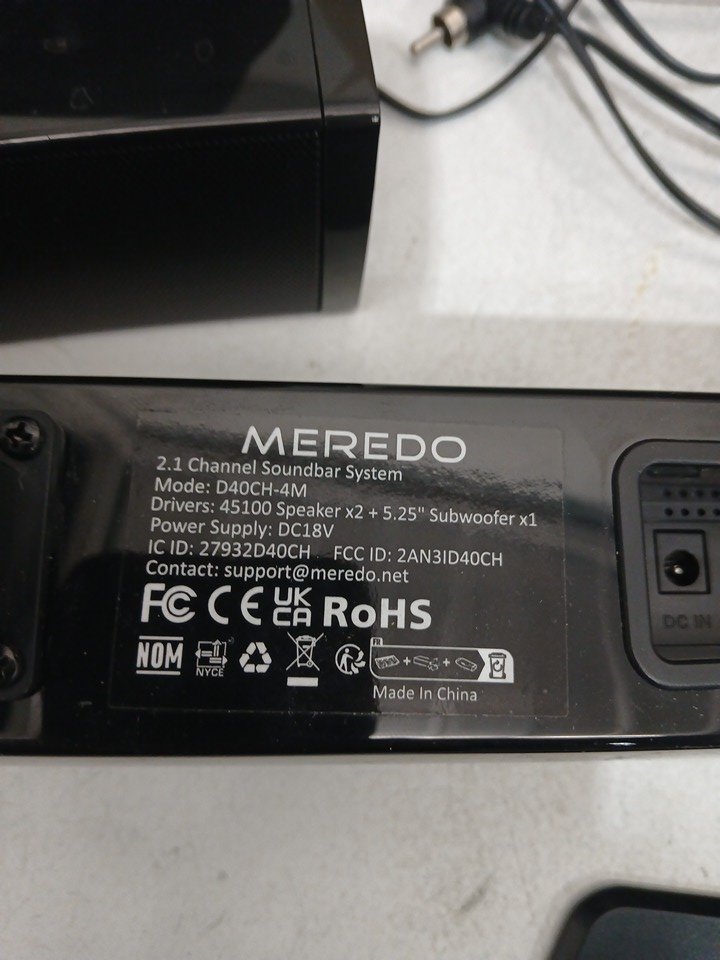 MEREDO
2.1 Channel Soundbar System
Mode: D40CH-4M
Drivers: 45100 Speaker x2 + 5.25" Subwoofer x1
Power Supply: DC18V
IC ID: 27932D40CH FCC ID: 2AN3ID40CH
Contact: support@meredo.net
FC CE UK CA RoHS
NOM NYCE FR
Made In China
DC IN